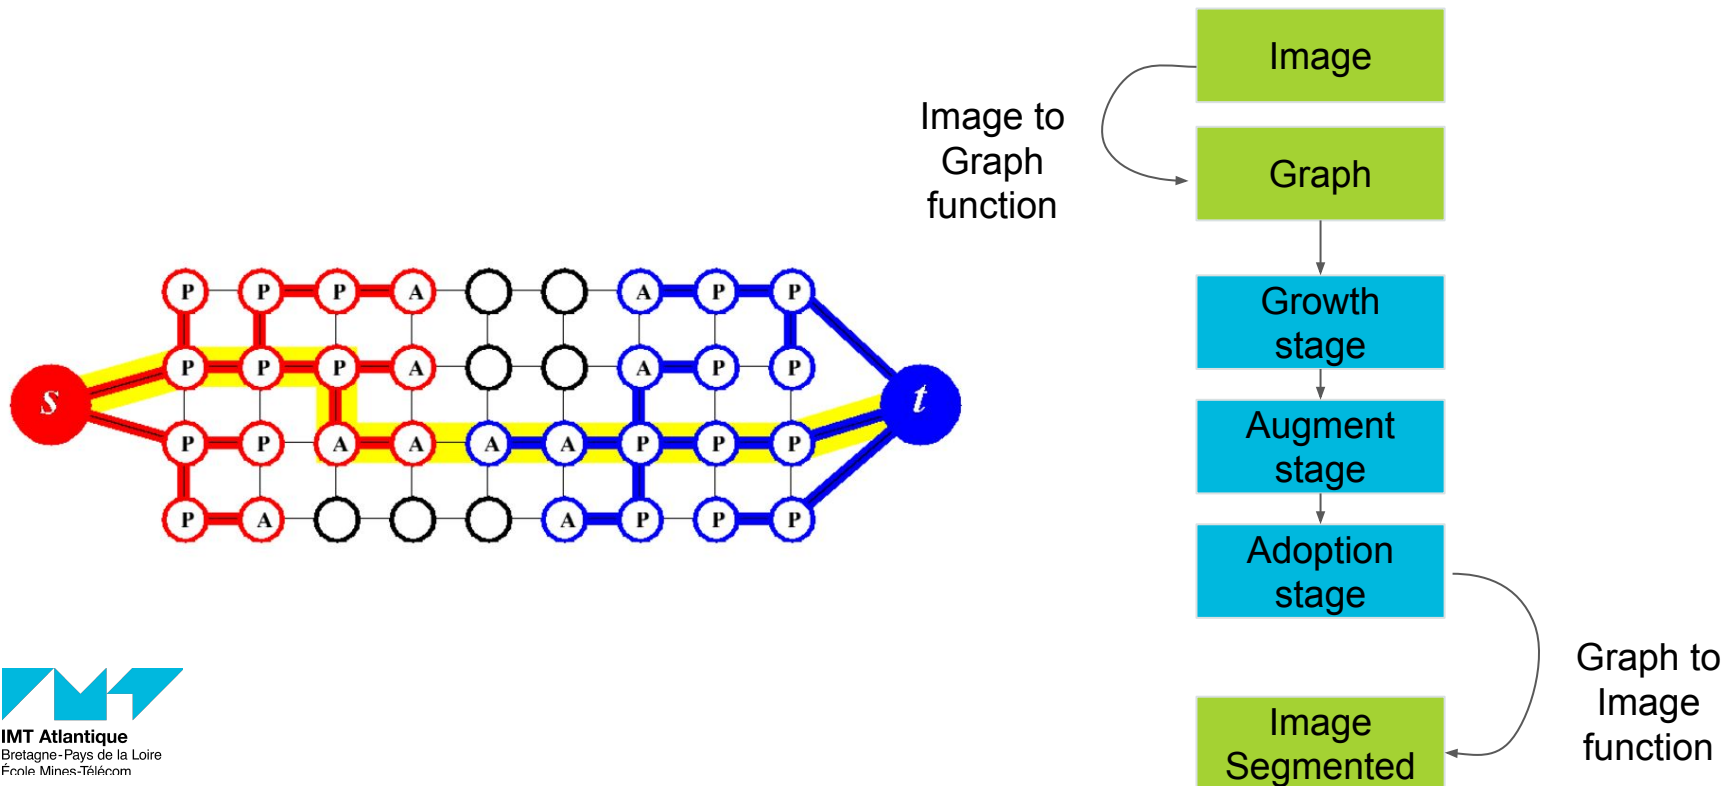 Image
Image to
Graph
function
Graph
P P P A A P P
Growth
stage
P P P A A P P
s
t
P P A A A A P P P
Augment
stage
P A A P P P
Adoption
stage
Graph to
Image
function
Image
Segmented
IMT Atlantique
Bretagne-Pays de la Loire
École Mines-Télécom